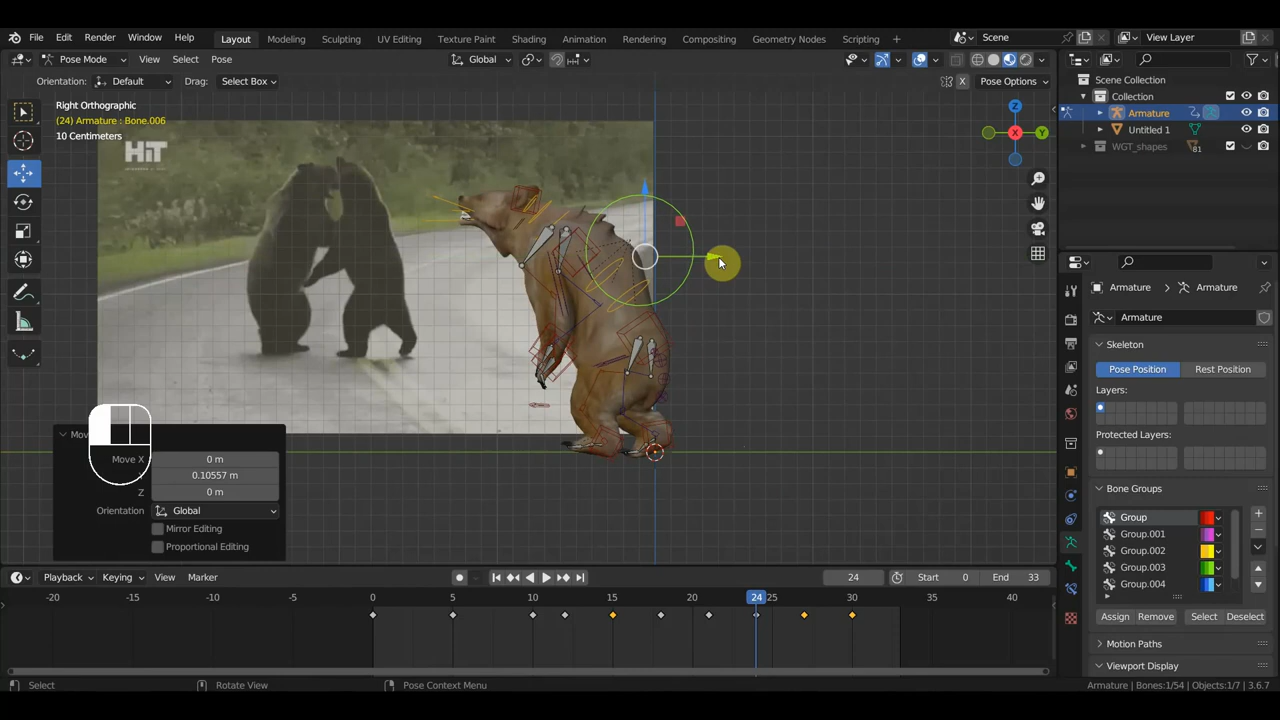 File Edit Render Window Help Layout Modeling Sculpting UV Editing Texture Paint Shading Animation Rendering Compositing Geometry Nodes Scripting + Scene View Layer
Pose Mode View Select Pose Global
Orientation: Default Drag: Select Box X Pose Options
Right Orthographic
(24) Armature : Bone.006
10 Centimeters
HiT
Z
X
Y
Scene Collection
Collection
Armature
Untitled 1
WGT_shapes 81
Armature Armature
Armature
Skeleton
Pose Position Rest Position
Layers:
Protected Layers:
Bone Groups
Group
Group.001
Group.002
Group.003
Group.004
Assign Remove Select Deselect
Motion Paths
Viewport Display
Mov
Move X 0 m
0.10557 m
Z 0 m
Orientation Global
Mirror Editing
Proportional Editing
Playback Keying View Marker 24 Start 0 End 33
-20 -15 -10 -5 0 5 10 15 20 24 25 30 35 40
Select Rotate View Pose Context Menu Armature | Bones:1/54 | Objects:1/7 | 3.6.7